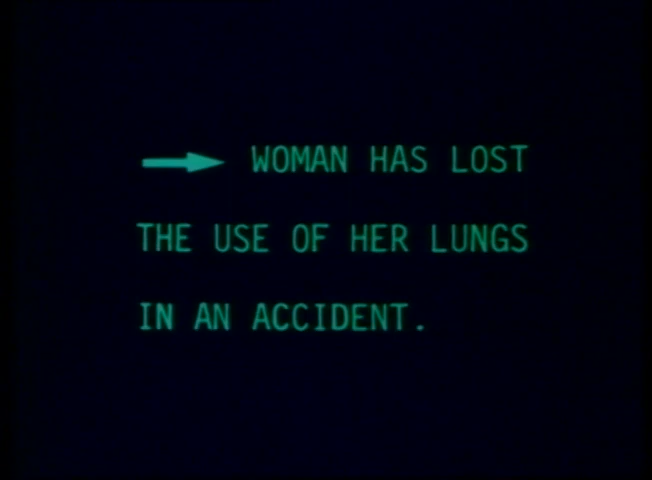 WOMAN HAS LOST
THE USE OF HER LUNGS
IN AN ACCIDENT.